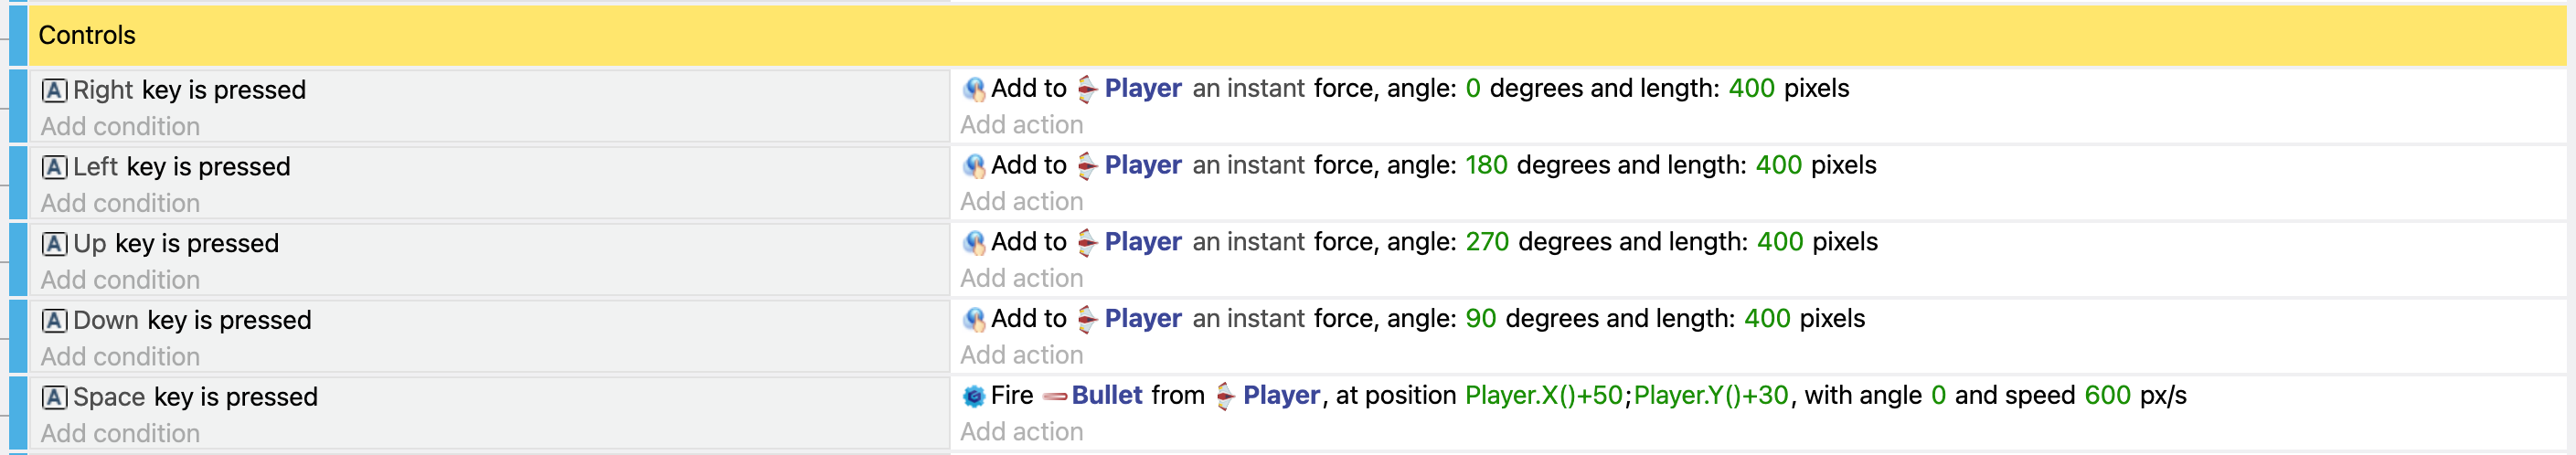 Controls
A Right key is pressed
Add to Player an instant force, angle: 0 degrees and length: 400 pixels
Add condition
Add action
A Left key is pressed
Add to Player an instant force, angle: 180 degrees and length: 400 pixels
Add condition
Add action
A Up key is pressed
Add to Player an instant force, angle: 270 degrees and length: 400 pixels
Add condition
Add action
A Down key is pressed
Add to Player an instant force, angle: 90 degrees and length: 400 pixels
Add condition
Add action
A Space key is pressed
Fire Bullet from Player, at position Player.X()+50;Player.Y()+30, with angle 0 and speed 600 px/s
Add condition
Add action